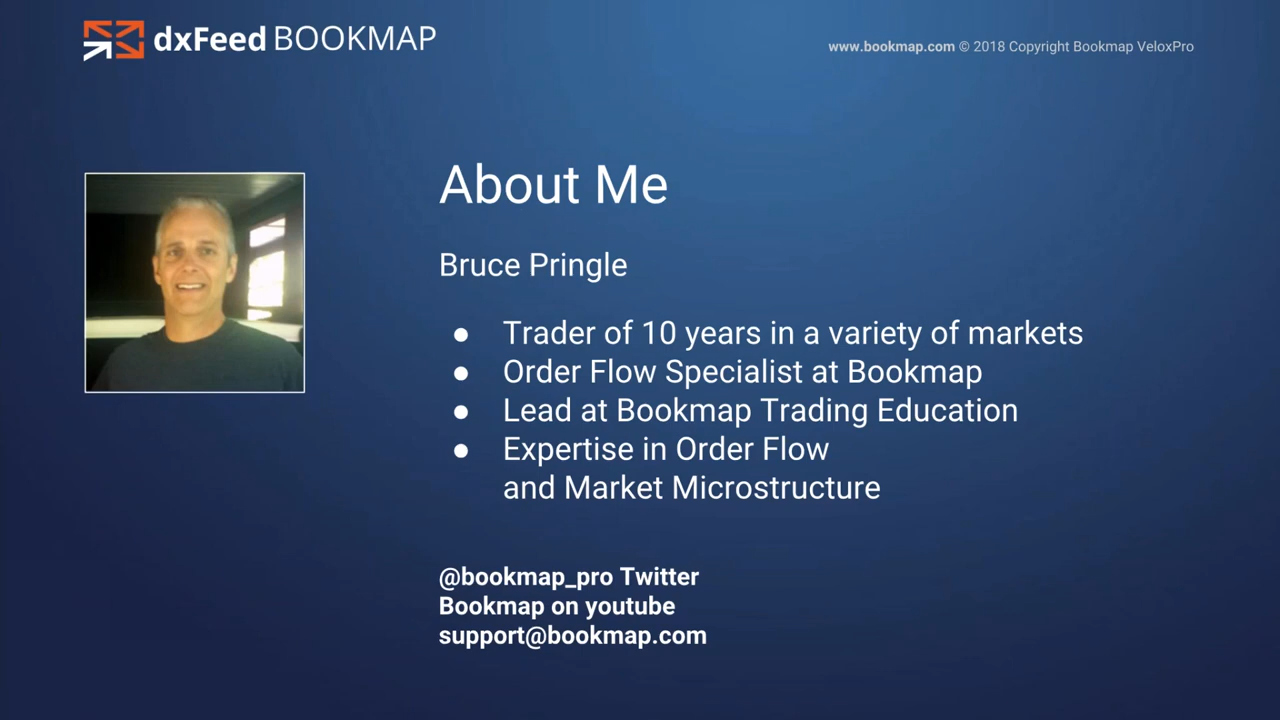 dxFeed BOOKMAP
www.bookmap.com © 2018 Copyright Bookmap VeloxPro
About Me
Bruce Pringle
● Trader of 10 years in a variety of markets
● Order Flow Specialist at Bookmap
● Lead at Bookmap Trading Education
● Expertise in Order Flow
and Market Microstructure
@bookmap_pro Twitter
Bookmap on youtube
support@bookmap.com